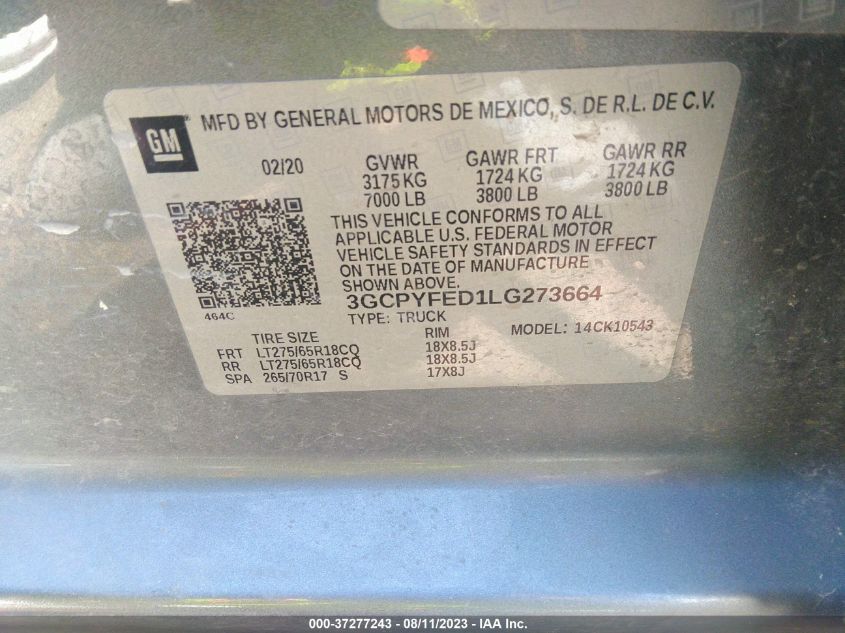 GM
MFD BY GENERAL MOTORS DE MEXICO, S. DE R.L. DE C.V.
02/20 GVWR GAWR FRT GAWR RR
3175 KG 1724 KG 1724 KG
7000 LB 3800 LB 3800 LB
THIS VEHICLE CONFORMS TO ALL
APPLICABLE U.S. FEDERAL MOTOR
VEHICLE SAFETY STANDARDS IN EFFECT
ON THE DATE OF MANUFACTURE
SHOWN ABOVE.
464C
3GCPYFED1LG273664
TYPE: TRUCK MODEL: 14CK10543
TIRE SIZE RIM
FRT LT275/65R18CQ 18X8.5J
RR LT275/65R18CQ 18X8.5J
SPA 265/70R17 S 17X8J
000-37277243 - 08/11/2023 - IAA Inc.